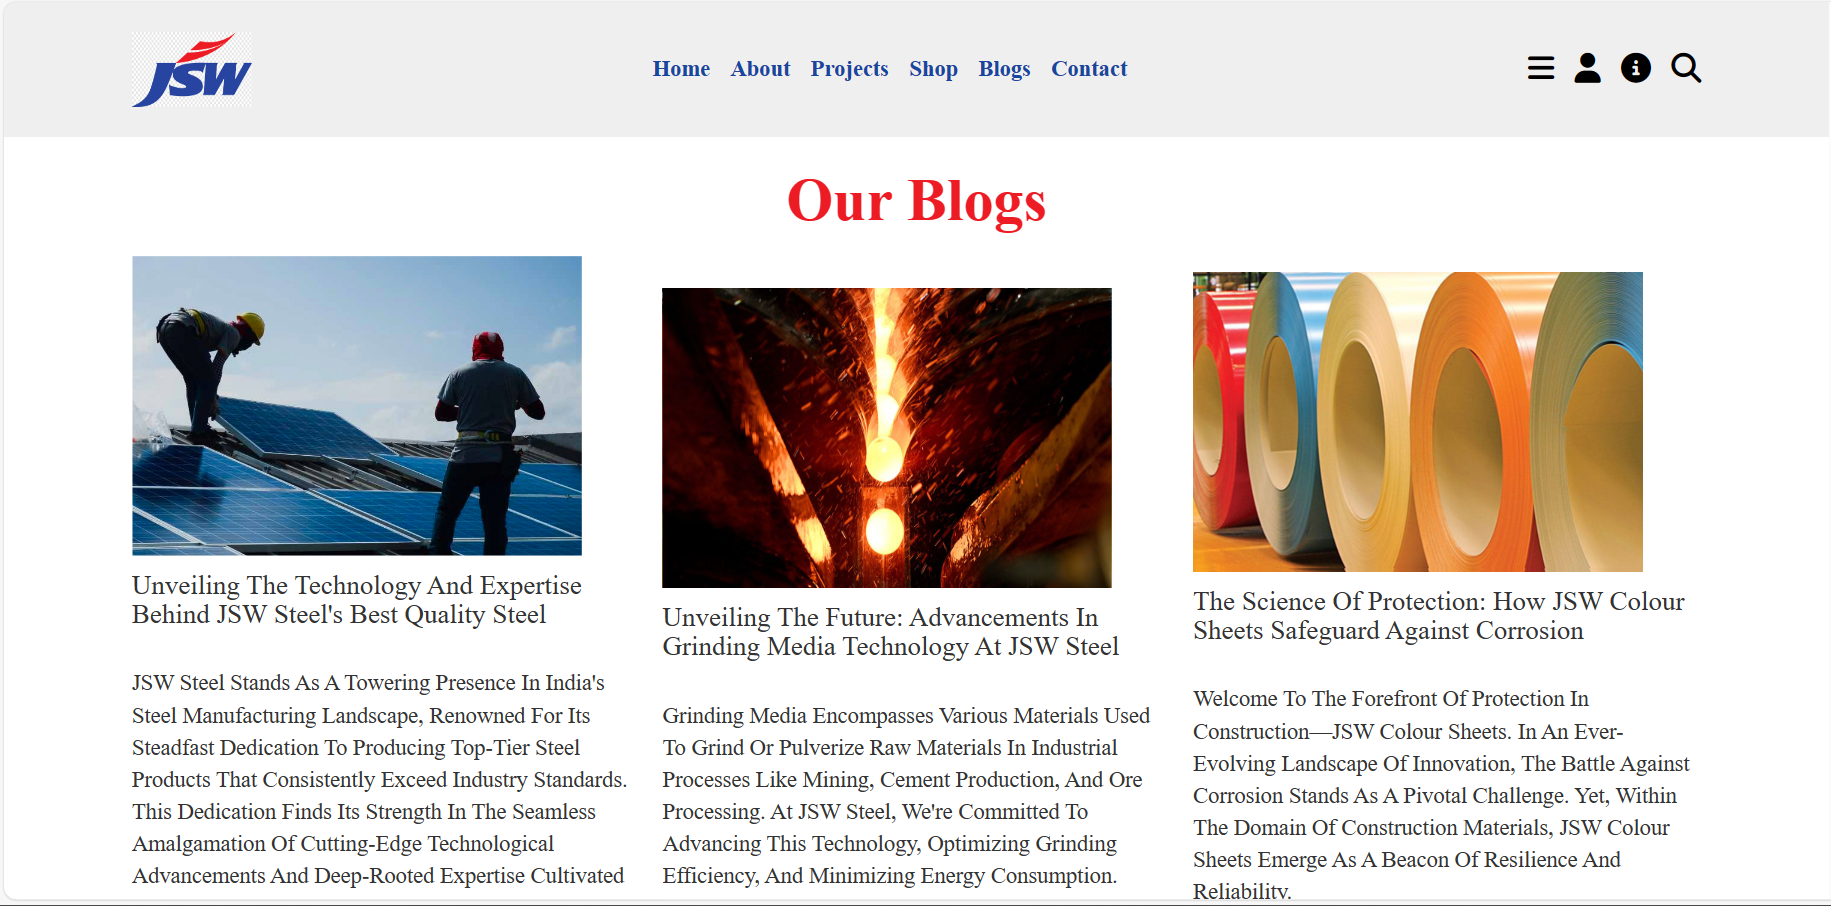 JSW
Home About Projects Shop Blogs Contact
Our Blogs
Unveiling The Technology And Expertise
Behind JSW Steel's Best Quality Steel
JSW Steel Stands As A Towering Presence In India's
Steel Manufacturing Landscape, Renowned For Its
Steadfast Dedication To Producing Top-Tier Steel
Products That Consistently Exceed Industry Standards.
This Dedication Finds Its Strength In The Seamless
Amalgamation Of Cutting-Edge Technological
Advancements And Deep-Rooted Expertise Cultivated
Unveiling The Future: Advancements In
Grinding Media Technology At JSW Steel
Grinding Media Encompasses Various Materials Used
To Grind Or Pulverize Raw Materials In Industrial
Processes Like Mining, Cement Production, And Ore
Processing. At JSW Steel, We're Committed To
Advancing This Technology, Optimizing Grinding
Efficiency, And Minimizing Energy Consumption.
The Science Of Protection: How JSW Colour
Sheets Safeguard Against Corrosion
Welcome To The Forefront Of Protection In
Construction—JSW Colour Sheets. In An Ever-
Evolving Landscape Of Innovation, The Battle Against
Corrosion Stands As A Pivotal Challenge. Yet, Within
The Domain Of Construction Materials, JSW Colour
Sheets Emerge As A Beacon Of Resilience And
Reliability.